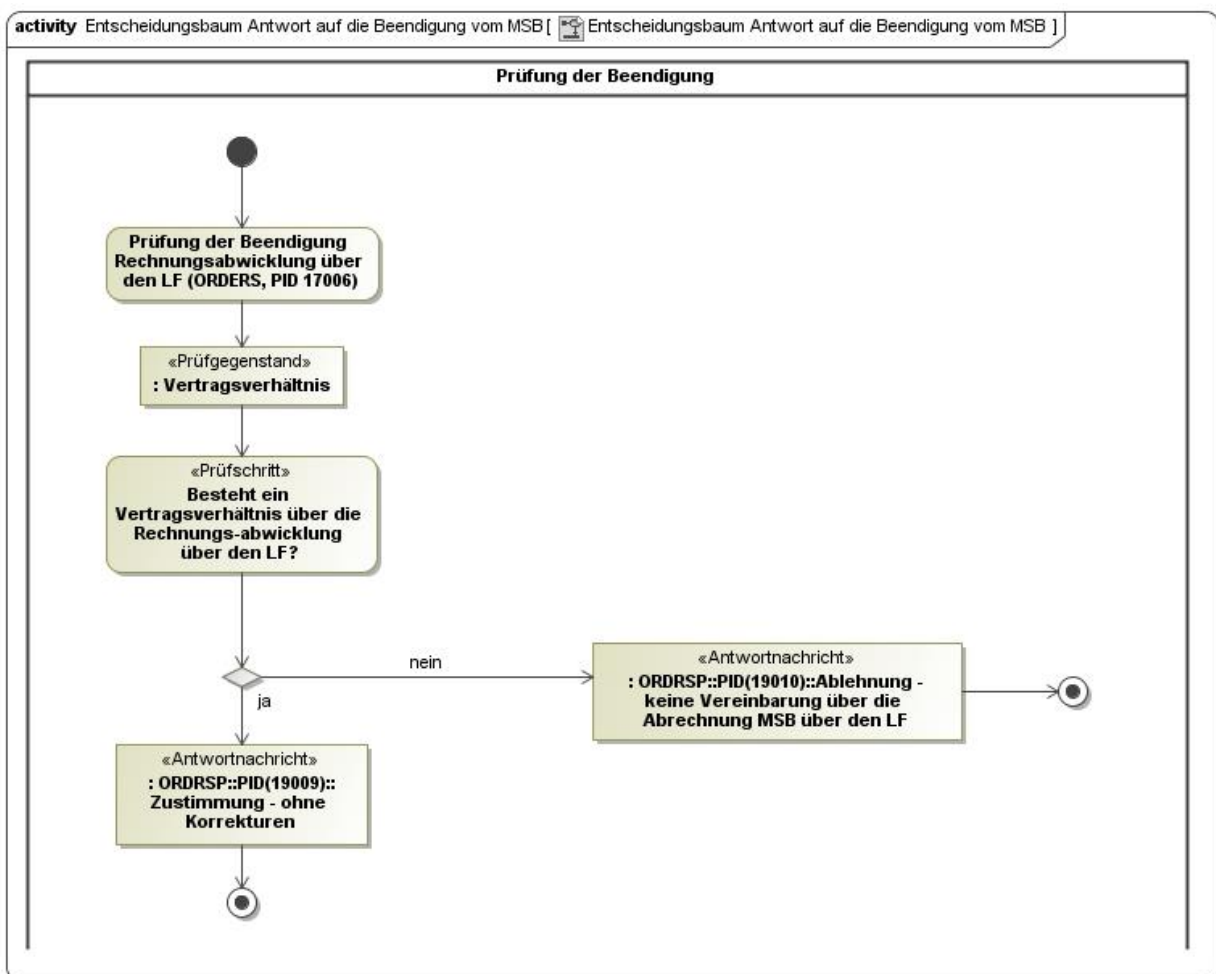 activity Entscheidungsbaum Antwort auf die Beendigung vom MSB [ Entscheidungsbaum Antwort auf die Beendigung vom MSB ]
Prüfung der Beendigung
Prüfung der Beendigung
Rechnungsabwicklung über
den LF (ORDERS, PID 17006)
«Prüfgegenstand»
: Vertragsverhältnis
«Prüfschritt»
Besteht ein
Vertragsverhältnis über die
Rechnungs-abwicklung
über den LF?
nein
«Antwortnachricht»
: ORDRSP::PID(19010)::Ablehnung -
keine Vereinbarung über die
Abrechnung MSB über den LF
ja
«Antwortnachricht»
: ORDRSP::PID(19009)::
Zustimmung - ohne
Korrekturen